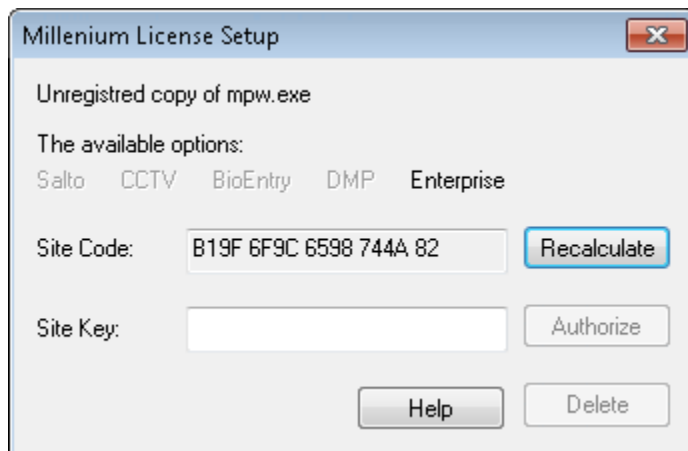 Millenium License Setup
Unregistred copy of mpw.exe
The available options:
Salto CCTV BioEntry DMP Enterprise
Site Code: B19F 6F9C 6598 744A 82 Recalculate
Site Key: Authorize
Help Delete